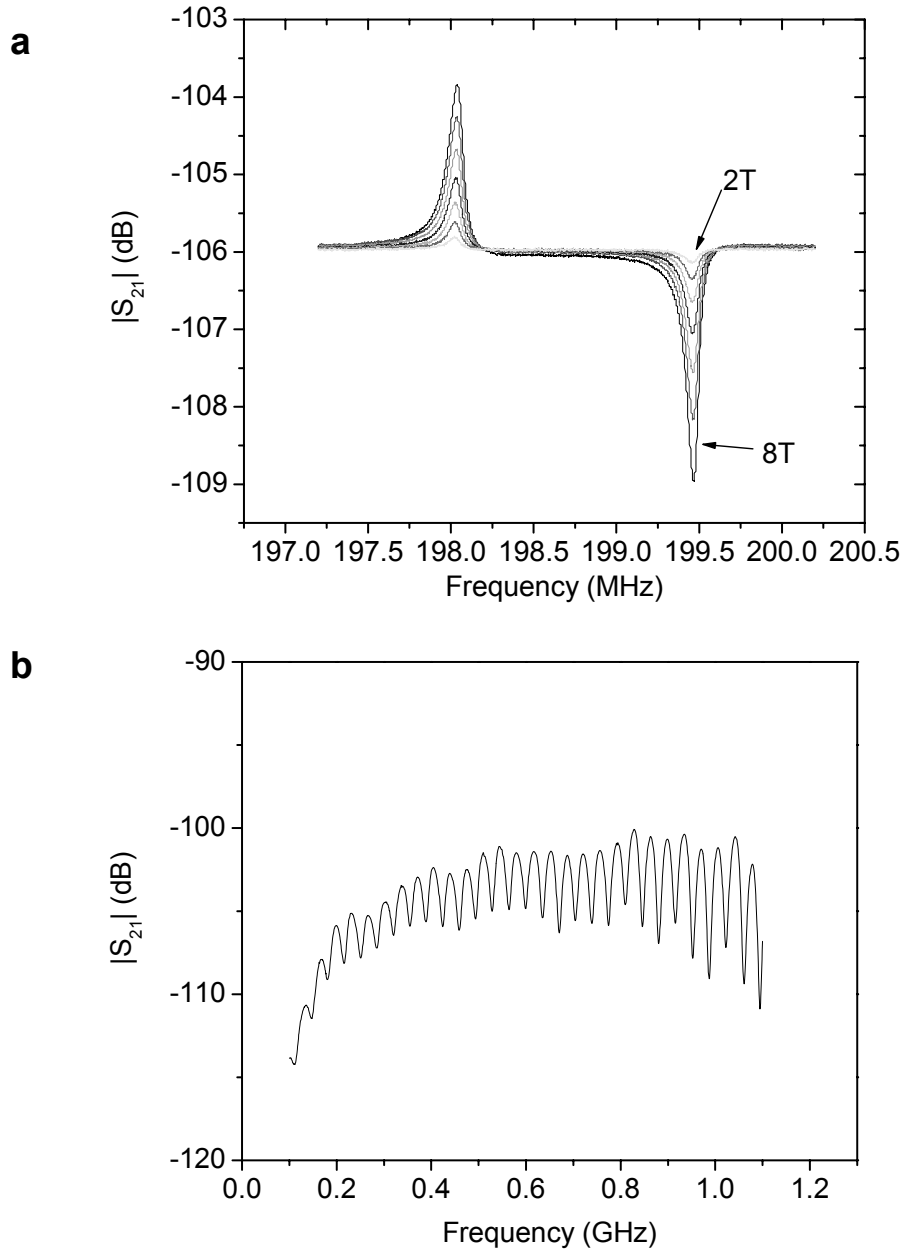 a
-103
-104
-105
-106
-107
-108
-109
|S21| (dB)
2T
8T
197.0 197.5 198.0 198.5 199.0 199.5 200.0 200.5
Frequency (MHz)
b
-90
-100
-110
-120
|S21| (dB)
0.0 0.2 0.4 0.6 0.8 1.0 1.2
Frequency (GHz)